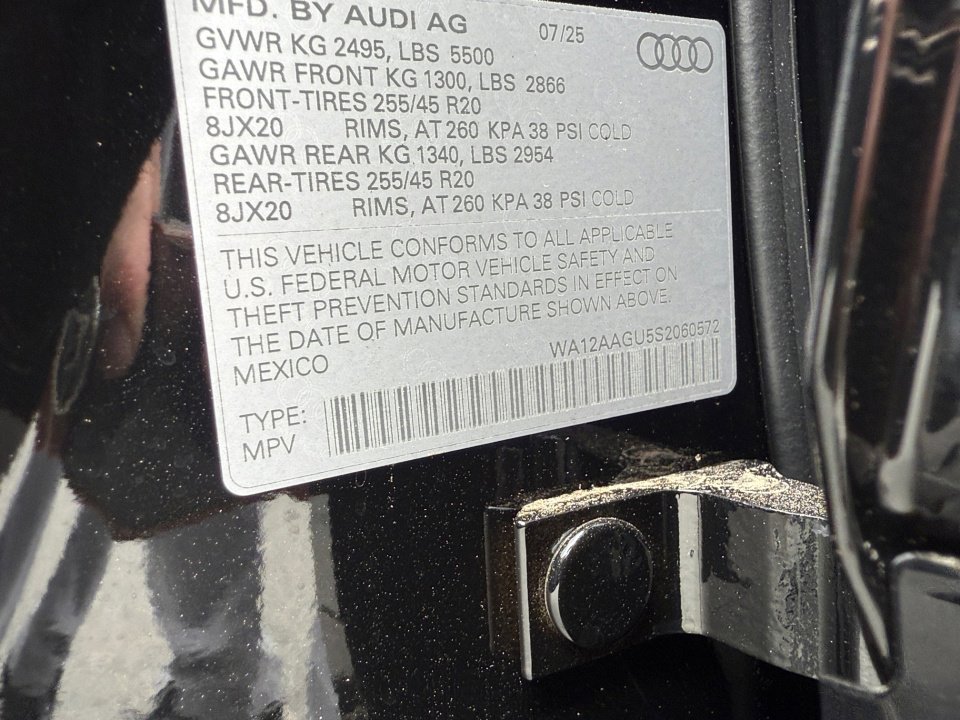 MFD. BY AUDI AG 07/25
GVWR KG 2495, LBS 5500
GAWR FRONT KG 1300, LBS 2866
FRONT-TIRES 255/45 R20
8JX20 RIMS, AT 260 KPA 38 PSI COLD
GAWR REAR KG 1340, LBS 2954
REAR-TIRES 255/45 R20
8JX20 RIMS, AT 260 KPA 38 PSI COLD
THIS VEHICLE CONFORMS TO ALL APPLICABLE
U.S. FEDERAL MOTOR VEHICLE SAFETY AND
THEFT PREVENTION STANDARDS IN EFFECT ON
THE DATE OF MANUFACTURE SHOWN ABOVE.
MEXICO WA12AAGU5S2060572
TYPE:
MPV